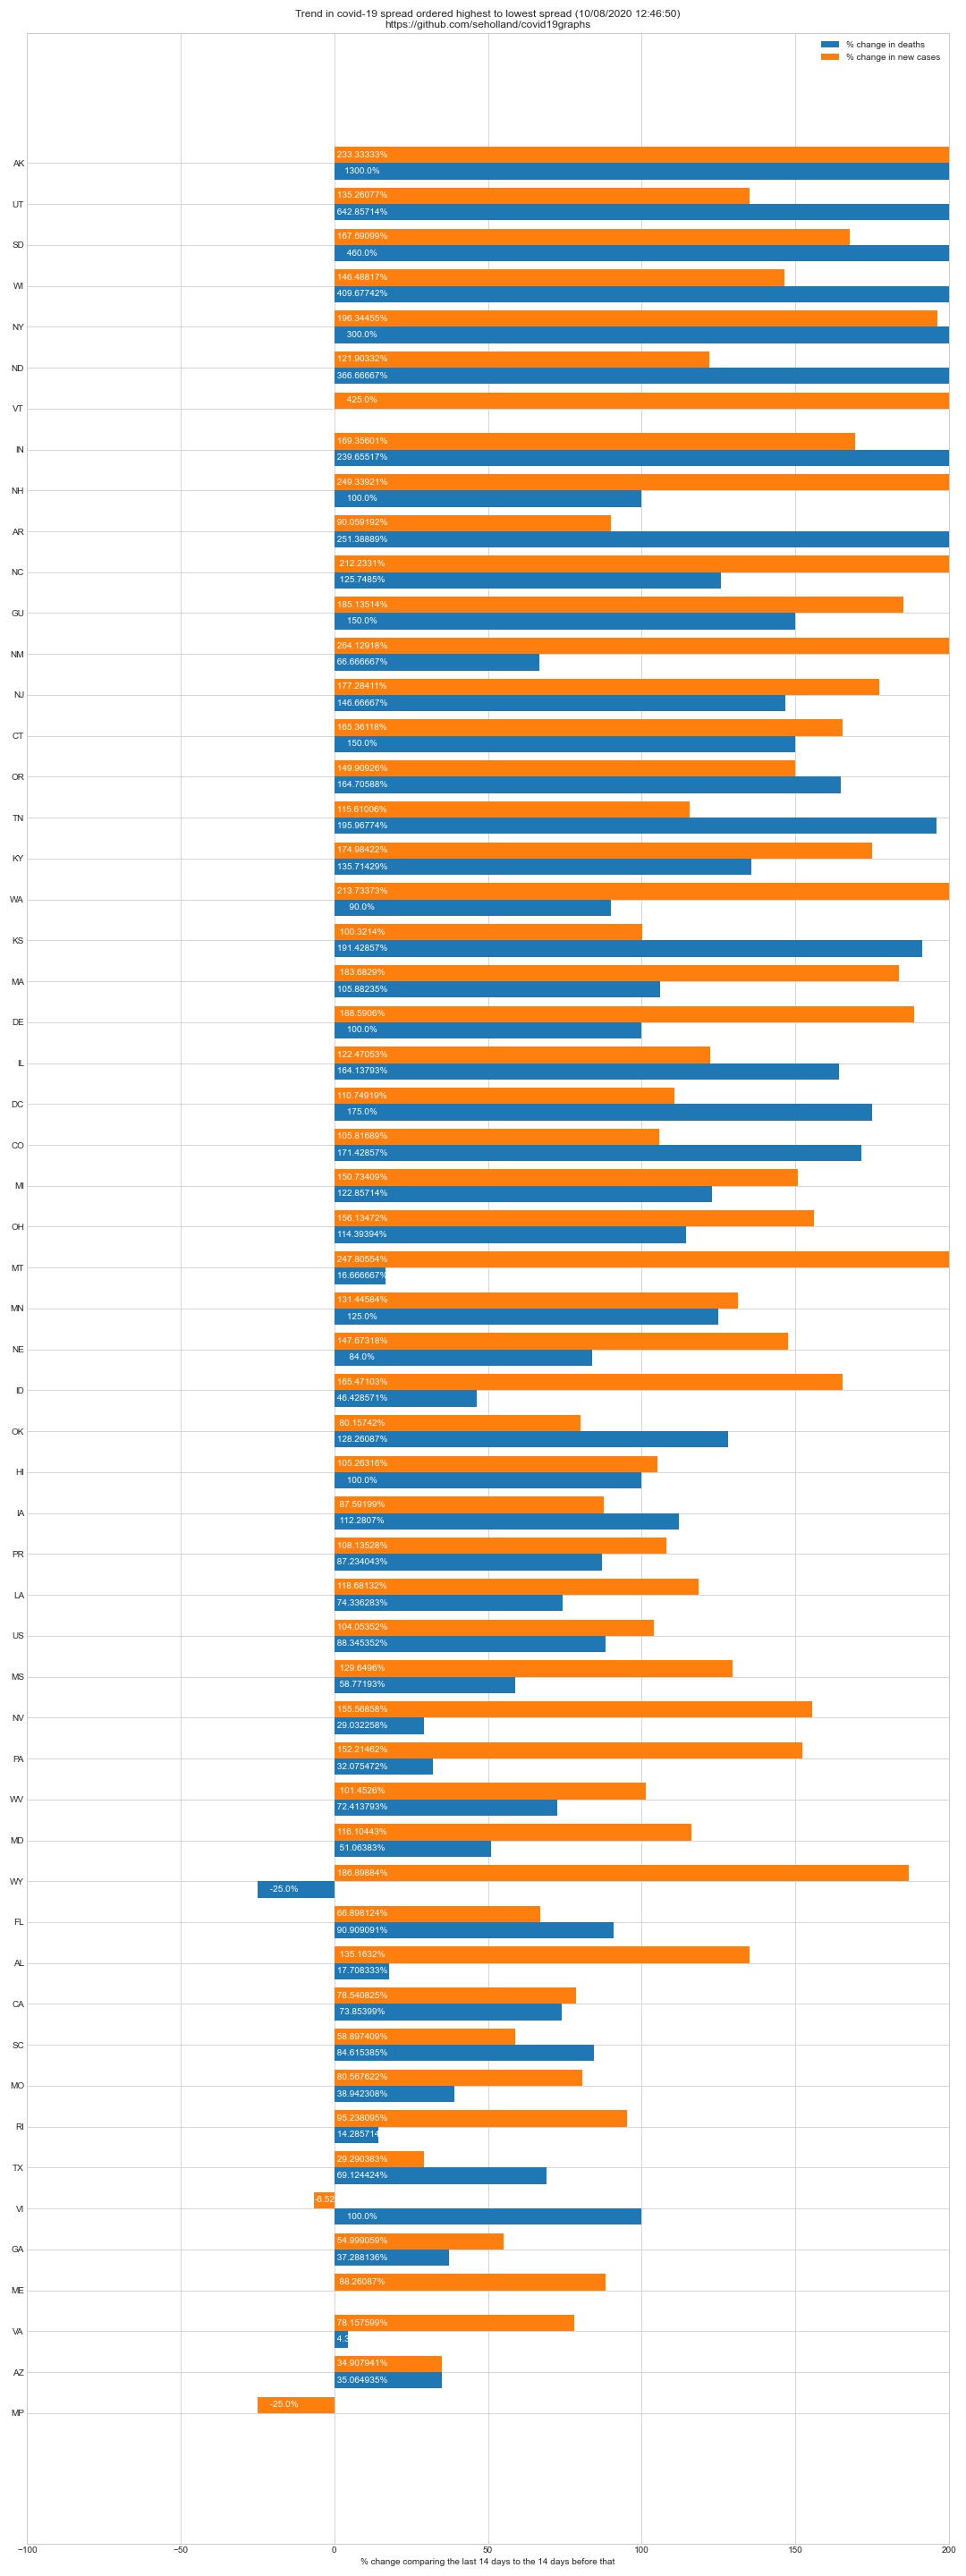 Trend in covid-19 spread ordered highest to lowest spread (10/08/2020 12:46:50)
https://github.com/seholland/covid19graphs
% change in deaths
% change in new cases
233.33333%
AK
1300.0%
135.26077%
UT
642.85714%
167.69099%
SD
460.0%
146.48817%
WI
409.67742%
196.34455%
NY
300.0%
121.90332%
ND
366.66667%
425.0%
VT
169.35601%
IN
239.65517%
249.33921%
NH
100.0%
90.059192%
AR
251.38889%
212.2331%
NC
125.7485%
185.13514%
GU
150.0%
264.12918%
NM
66.666667%
177.28411%
NJ
146.66667%
165.36118%
CT
150.0%
149.90926%
OR
164.70588%
115.61006%
TN
195.96774%
174.98422%
KY
135.71429%
213.73373%
WA
90.0%
100.3214%
KS
191.42857%
183.6829%
MA
105.88235%
188.5906%
DE
100.0%
122.47053%
IL
164.13793%
110.74919%
DC
175.0%
105.81689%
CO
171.42857%
150.73409%
MI
122.85714%
156.13472%
OH
114.39394%
247.80554%
MT
16.666667%
131.44584%
MN
125.0%
147.67318%
NE
84.0%
165.47103%
ID
46.428571%
80.15742%
OK
128.26087%
105.26316%
HI
100.0%
87.59199%
IA
112.2807%
108.13528%
PR
87.234043%
118.68132%
LA
74.336283%
104.05352%
US
88.345352%
129.6496%
MS
58.77193%
155.56858%
NV
29.032258%
152.21462%
PA
32.075472%
101.4526%
WV
72.413793%
116.10443%
MD
51.06383%
186.89884%
WY
-25.0%
66.898124%
FL
90.909091%
135.1632%
AL
17.708333%
78.540825%
CA
73.85399%
58.897409%
SC
84.615385%
80.567622%
MO
38.942308%
95.238095%
RI
14.285714
29.290383%
TX
69.124424%
-6.52
VI
100.0%
54.999059%
GA
37.288136%
88.26087%
ME
78.157599%
VA
4.3
34.907941%
AZ
35.064935%
-25.0%
MP
−100 −50 0 50 100 150 200
% change comparing the last 14 days to the 14 days before that